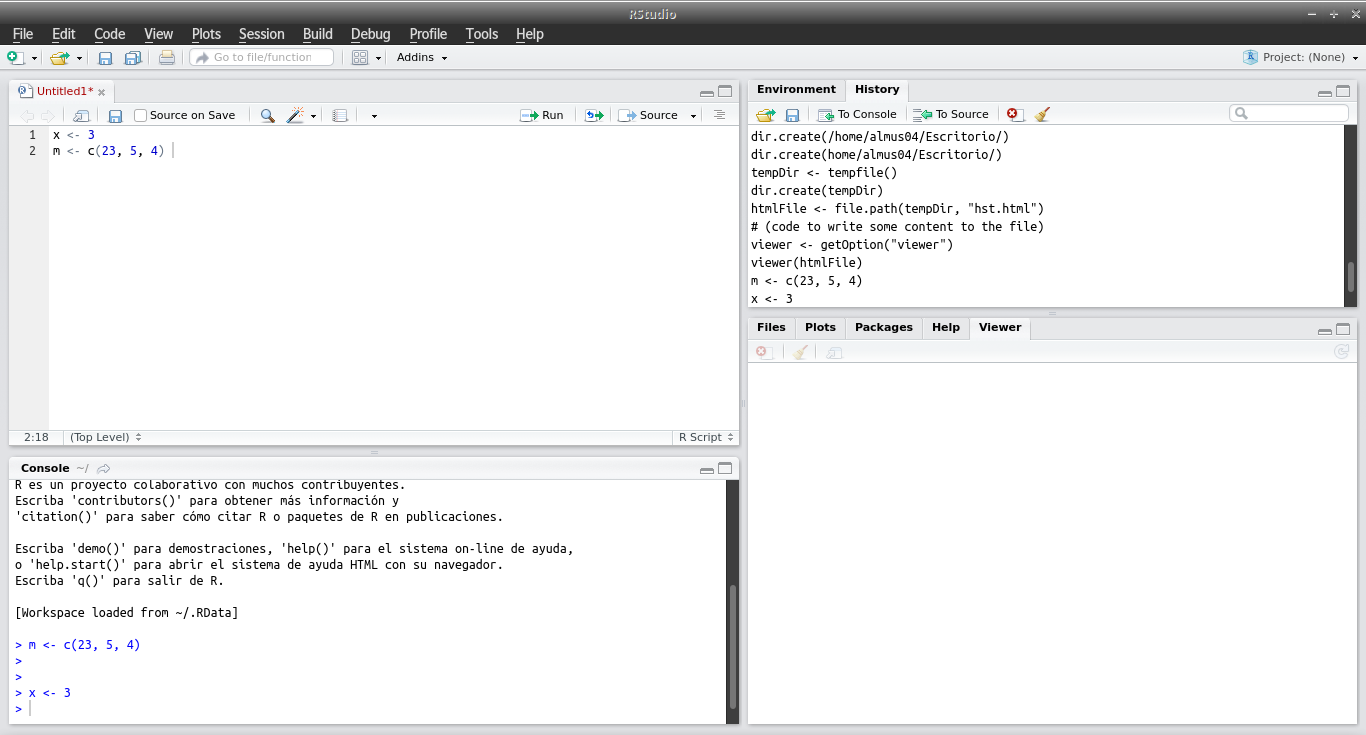 RStudio
File Edit Code View Plots Session Build Debug Profile Tools Help
Go to file/function Addins Project: (None)
Untitled1*
Source on Save Run Source
1 x <- 3
2 m <- c(23, 5, 4)
2:18 (Top Level) R Script
Console ~/
R es un proyecto colaborativo con muchos contribuyentes.
Escriba 'contributors()' para obtener más información y
'citation()' para saber cómo citar R o paquetes de R en publicaciones.
Escriba 'demo()' para demostraciones, 'help()' para el sistema on-line de ayuda,
o 'help.start()' para abrir el sistema de ayuda HTML con su navegador.
Escriba 'q()' para salir de R.
[Workspace loaded from ~/.RData]
> m <- c(23, 5, 4)
>
>
> x <- 3
>
Environment History
To Console To Source
dir.create(/home/almus04/Escritorio/)
dir.create(home/almus04/Escritorio/)
tempDir <- tempfile()
dir.create(tempDir)
htmlFile <- file.path(tempDir, "hst.html")
# (code to write some content to the file)
viewer <- getOption("viewer")
viewer(htmlFile)
m <- c(23, 5, 4)
x <- 3
Files Plots Packages Help Viewer